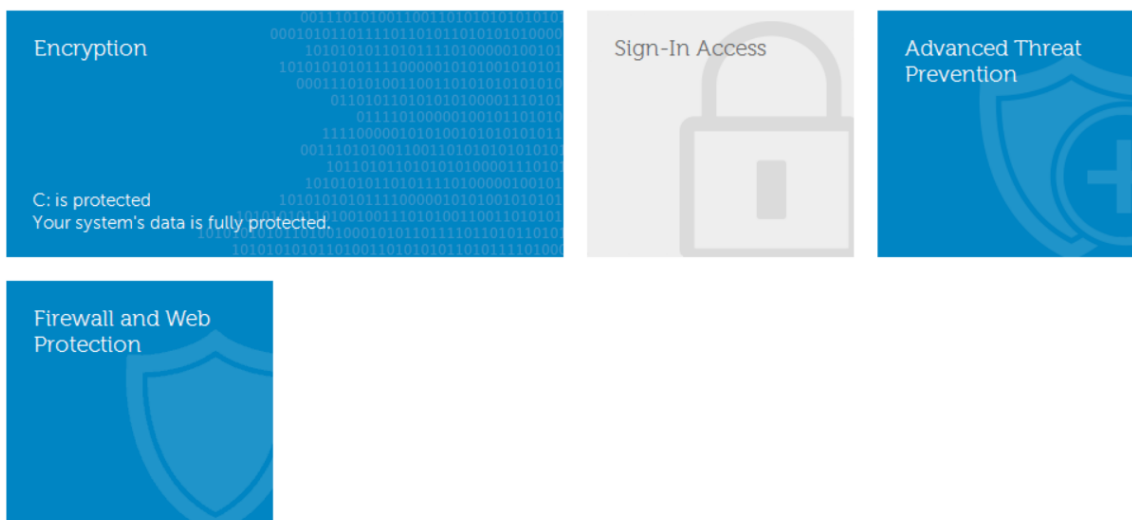 Encryption
C: is protected
Your system's data is fully protected.
Sign-In Access
Advanced Threat
Prevention
Firewall and Web
Protection